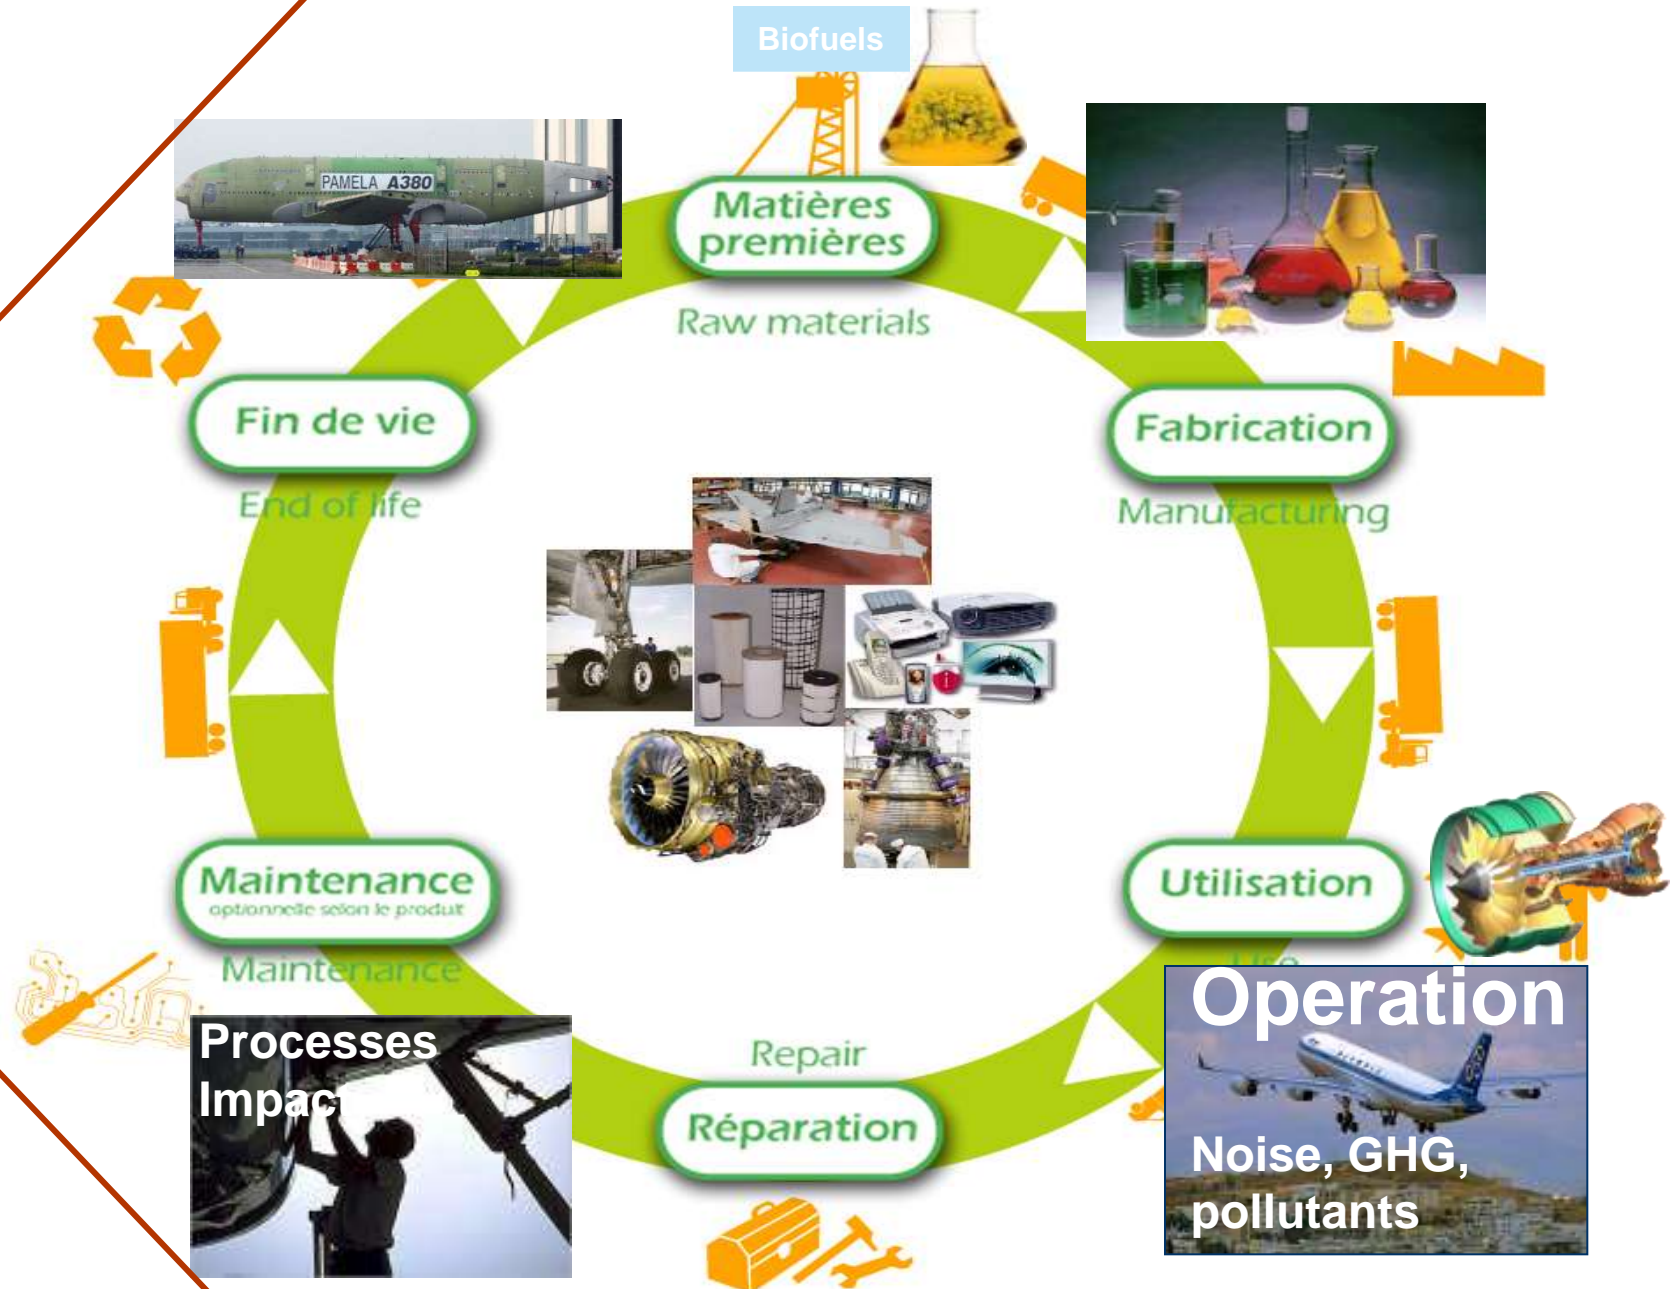 Biofuels
PAMELA A380
Matières
premières
Raw materials
Fin de vie
End of life
Fabrication
Manufacturing
Maintenance
optionnelle selon le produit
Maintenance
Utilisation
Use
Operation
Noise, GHG,
pollutants
Processes
Repair
Réparation